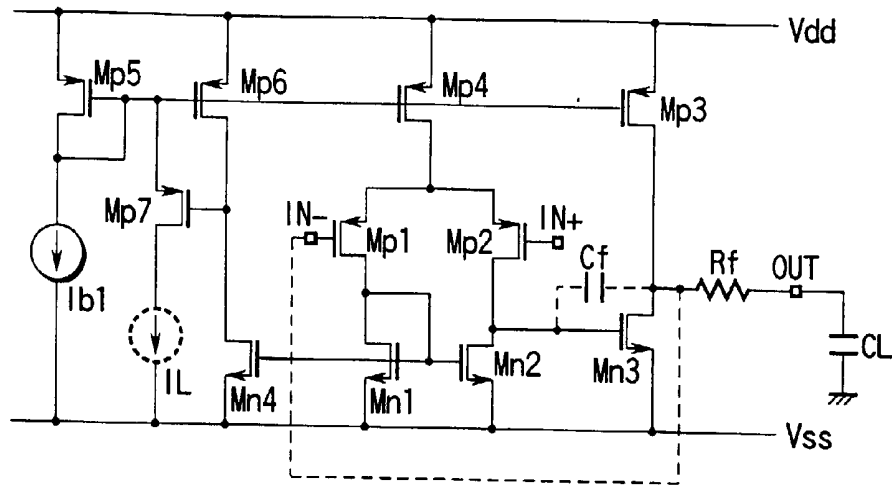 Vdd
Mp5
Mp6
Mp4
Mp3
Mp7
IN-
IN+
Mp1
Mp2
Cf
Rf
OUT
Ib1
IL
Mn4
Mn1
Mn2
Mn3
CL
Vss